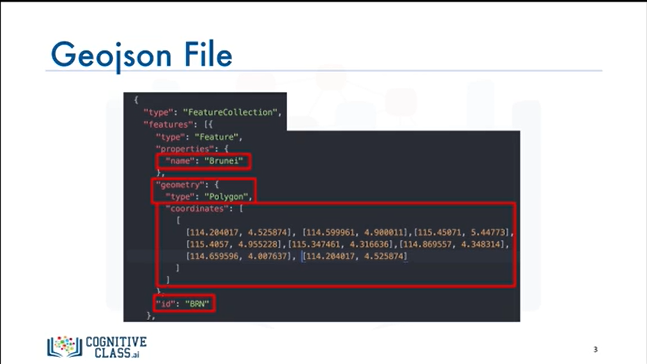 Geojson File
{
"type": "FeatureCollection",
"features": [{
"type": "Feature",
"properties": {
"name": "Brunei"
},
"geometry": {
"type": "Polygon",
"coordinates": [
[
[114.204017, 4.525874], [114.599961, 4.900011],[115.45071, 5.44773],
[115.4057, 4.955228],[115.347461, 4.316636],[114.869557, 4.348314],
[114.659596, 4.007637], [114.204017, 4.525874]
]
]
},
"id": "BRN"
},
COGNITIVE
CLASS.ai
3